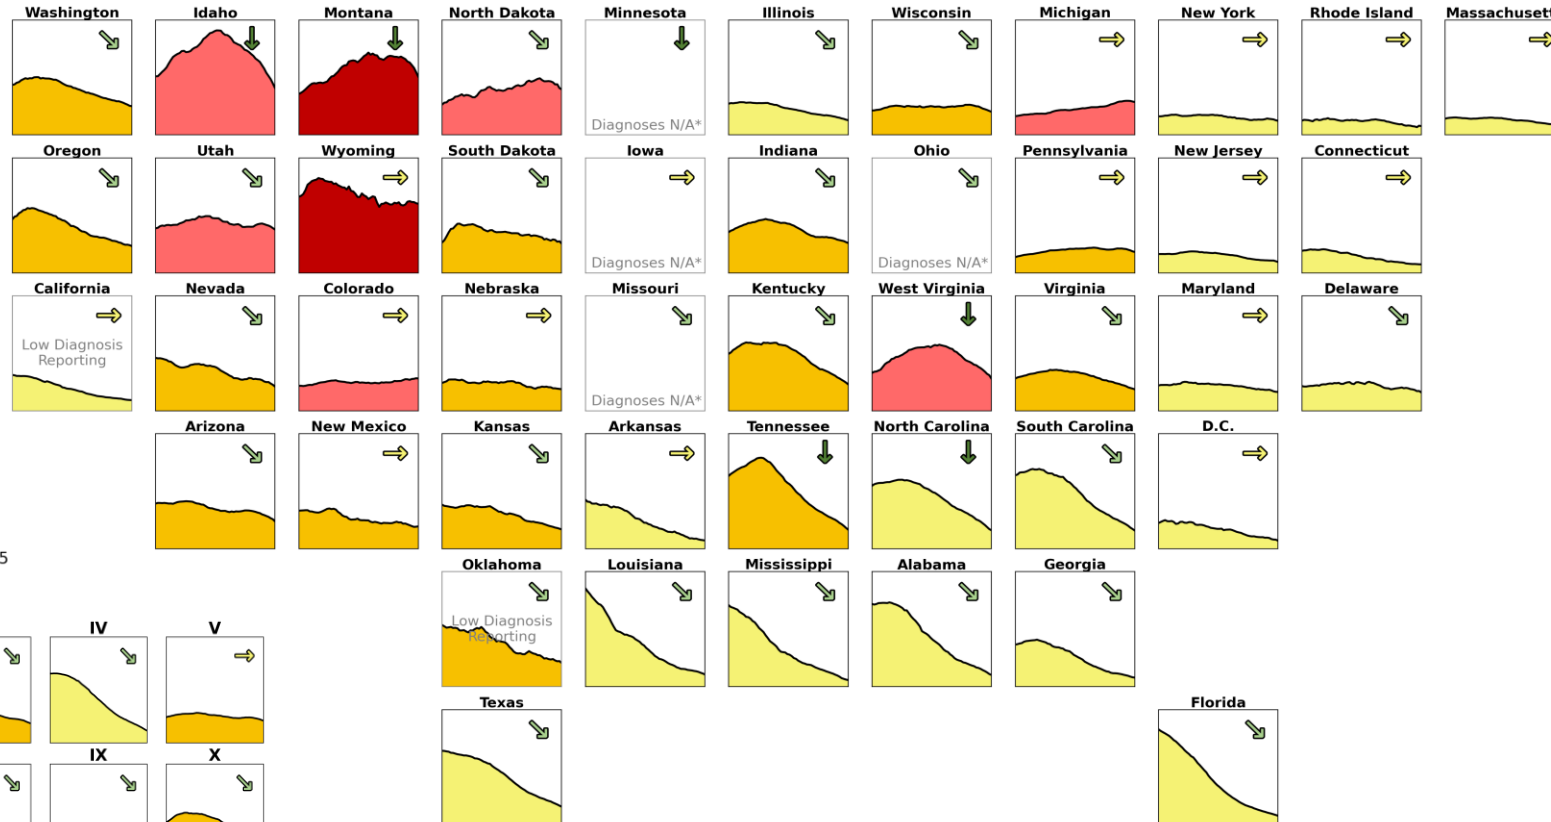 Washington Idaho Montana North Dakota Minnesota Illinois Wisconsin Michigan New York Rhode Island Massachusett
Diagnoses N/A*
Oregon Utah Wyoming South Dakota Iowa Indiana Ohio Pennsylvania New Jersey Connecticut
Diagnoses N/A* Diagnoses N/A*
California Nevada Colorado Nebraska Missouri Kentucky West Virginia Virginia Maryland Delaware
Low Diagnosis
Reporting
Diagnoses N/A*
Arizona New Mexico Kansas Arkansas Tennessee North Carolina South Carolina D.C.
5
Oklahoma Louisiana Mississippi Alabama Georgia
Low Diagnosis
Reporting
IV V
Texas Florida
IX X